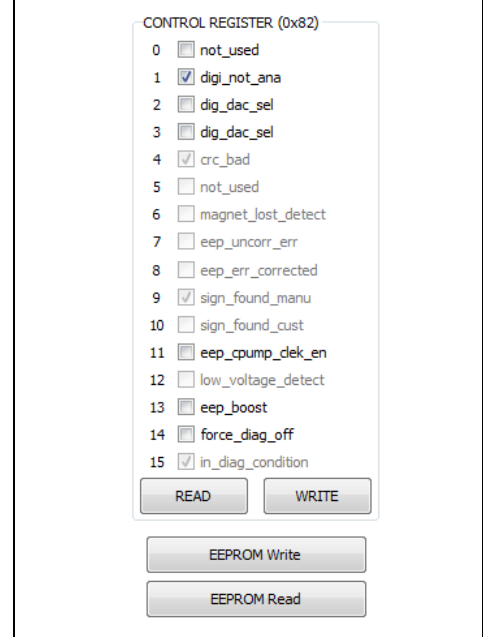 CONTROL REGISTER (0x82)
0 not_used
1 digi_not_ana
2 dig_dac_sel
3 dig_dac_sel
4 crc_bad
5 not_used
6 magnet_lost_detect
7 eep_uncorr_err
8 eep_err_corrected
9 sign_found_manu
10 sign_found_cust
11 eep_cpump_clek_en
12 low_voltage_detect
13 eep_boost
14 force_diag_off
15 in_diag_condition
READ WRITE
EEPROM Write
EEPROM Read